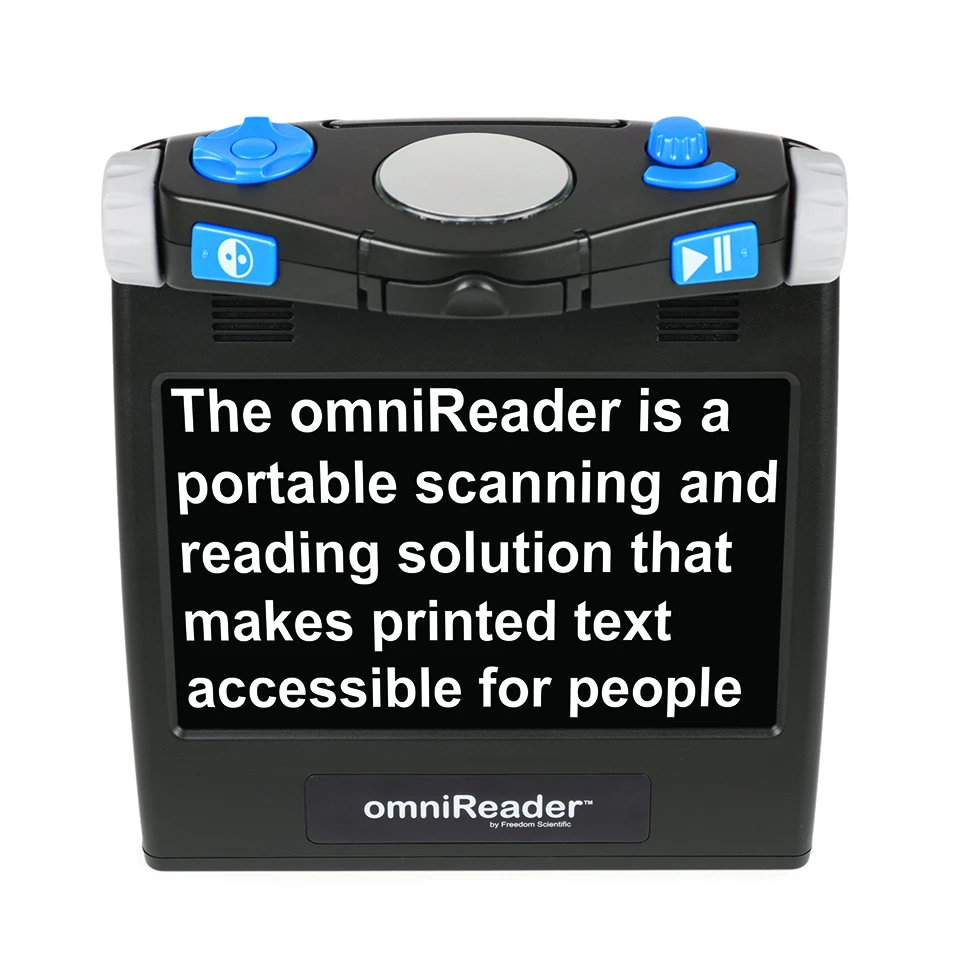 The omniReader is a
portable scanning and
reading solution that
makes printed text
accessible for people
omniReader™
by Freedom Scientific